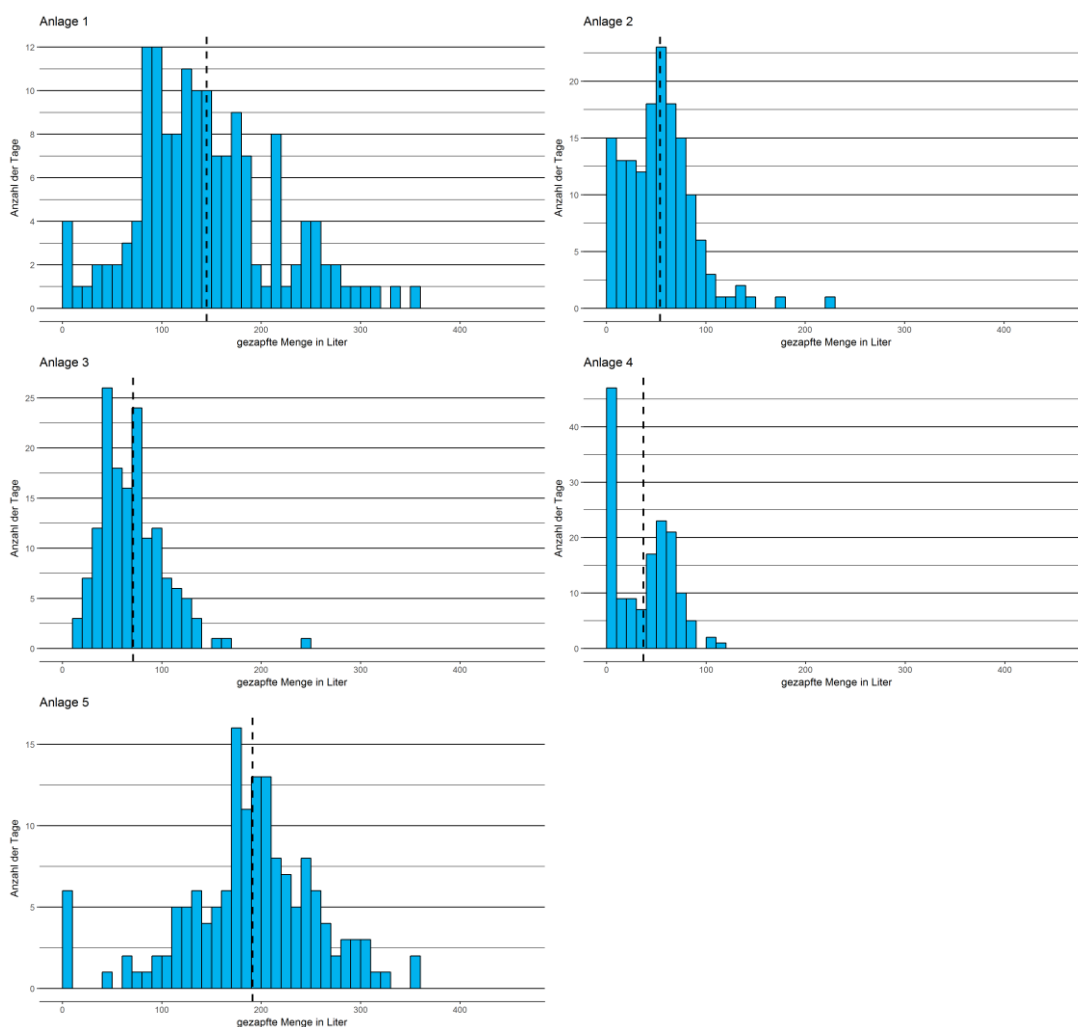 Anlage 1
Anzahl der Tage
12
10
8
6
4
2
0
0 100 200 300 400
gezapfte Menge in Liter
Anlage 2
Anzahl der Tage
20
15
10
5
0
0 100 200 300 400
gezapfte Menge in Liter
Anlage 3
Anzahl der Tage
25
20
15
10
5
0
0 100 200 300 400
gezapfte Menge in Liter
Anlage 4
Anzahl der Tage
40
30
20
10
0
0 100 200 300 400
gezapfte Menge in Liter
Anlage 5
Anzahl der Tage
15
10
5
0
0 100 200 300 400
gezapfte Menge in Liter